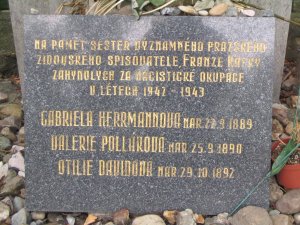 NA PAMĚT SESTER VÝZNAMNÉHO PRAŽSKÉHO
ŽIDOVSKÉHO SPISOVATELE FRANZE KAFKY
ZAHYNULÝCH ZA NACISTICKÉ OKUPACE
V LÉTECH 1942 - 1943
GABRIELA HERRMANNOVÁ NAR 22.9 1889
VALERIE POLLAKOVÁ NAR 25.9 1890
OTILIE DAVIDOVÁ NAR 29.10 1892